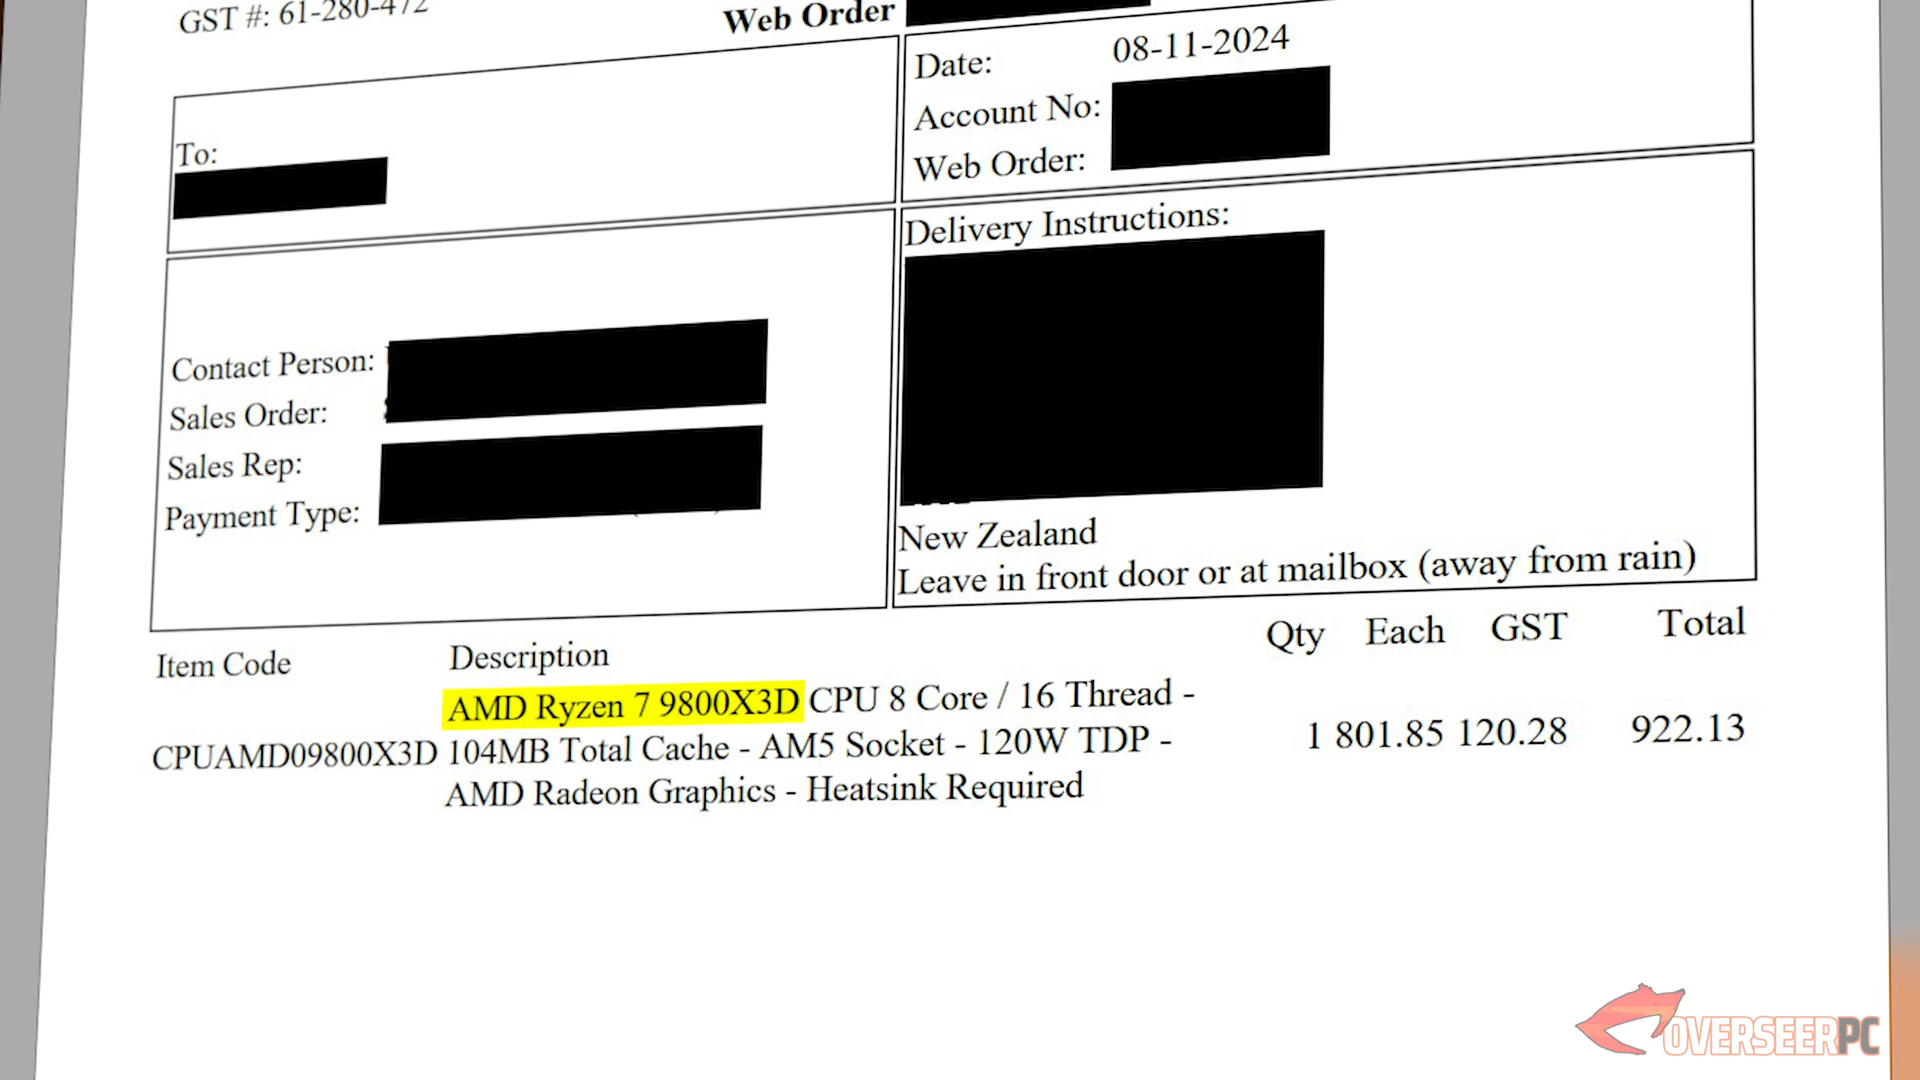 GST #: 61-280-472
Web Order
Date: 08-11-2024
Account No:
Web Order:
To:
Delivery Instructions:
New Zealand
Leave in front door or at mailbox (away from rain)
Contact Person:
Sales Order:
Sales Rep:
Payment Type:
Item Code Description Qty Each GST Total
AMD Ryzen 7 9800X3D CPU 8 Core / 16 Thread -
CPUAMD09800X3D 104MB Total Cache - AM5 Socket - 120W TDP - 1 801.85 120.28 922.13
AMD Radeon Graphics - Heatsink Required
OVERSEERPC